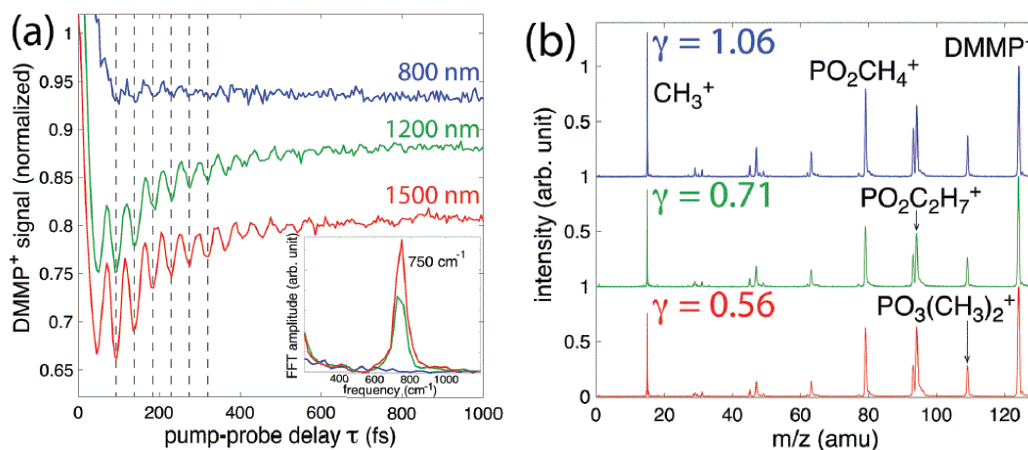 (a)
1
0.95
0.9
0.85
0.8
0.75
0.7
0.65
DMMP⁺ signal (normalized)
800 nm
1200 nm
1500 nm
FFT amplitude (arb. unit)
750 cm⁻¹
400 600 800 1000
frequency (cm⁻¹)
0 200 400 600 800 1000
pump-probe delay τ (fs)
(b)
γ = 1.06
DMMP⁺
PO₂CH₄⁺
CH₃⁺
0.5
1
γ = 0.71
PO₂C₂H₇⁺
0.5
1
γ = 0.56
PO₃(CH₃)₂⁺
0.5
0
intensity (arb. unit)
0 20 40 60 80 100 120
m/z (amu)